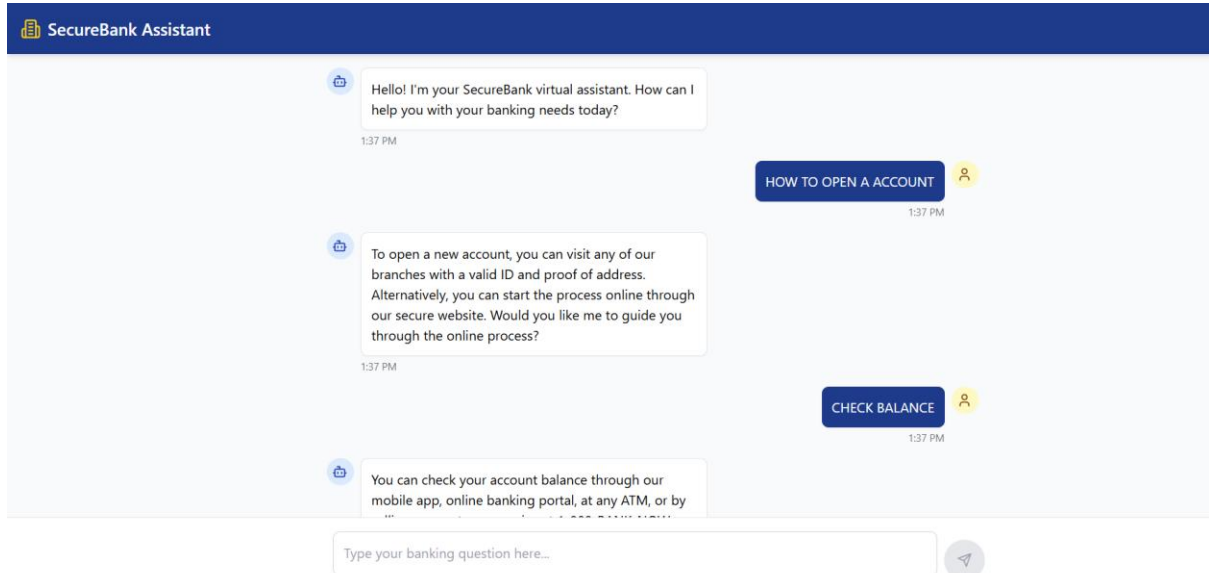 SecureBank Assistant
Hello! I'm your SecureBank virtual assistant. How can I
help you with your banking needs today?
1:37 PM
HOW TO OPEN A ACCOUNT
1:37 PM
To open a new account, you can visit any of our
branches with a valid ID and proof of address.
Alternatively, you can start the process online through
our secure website. Would you like me to guide you
through the online process?
1:37 PM
CHECK BALANCE
1:37 PM
You can check your account balance through our
mobile app, online banking portal, at any ATM, or by
Type your banking question here...